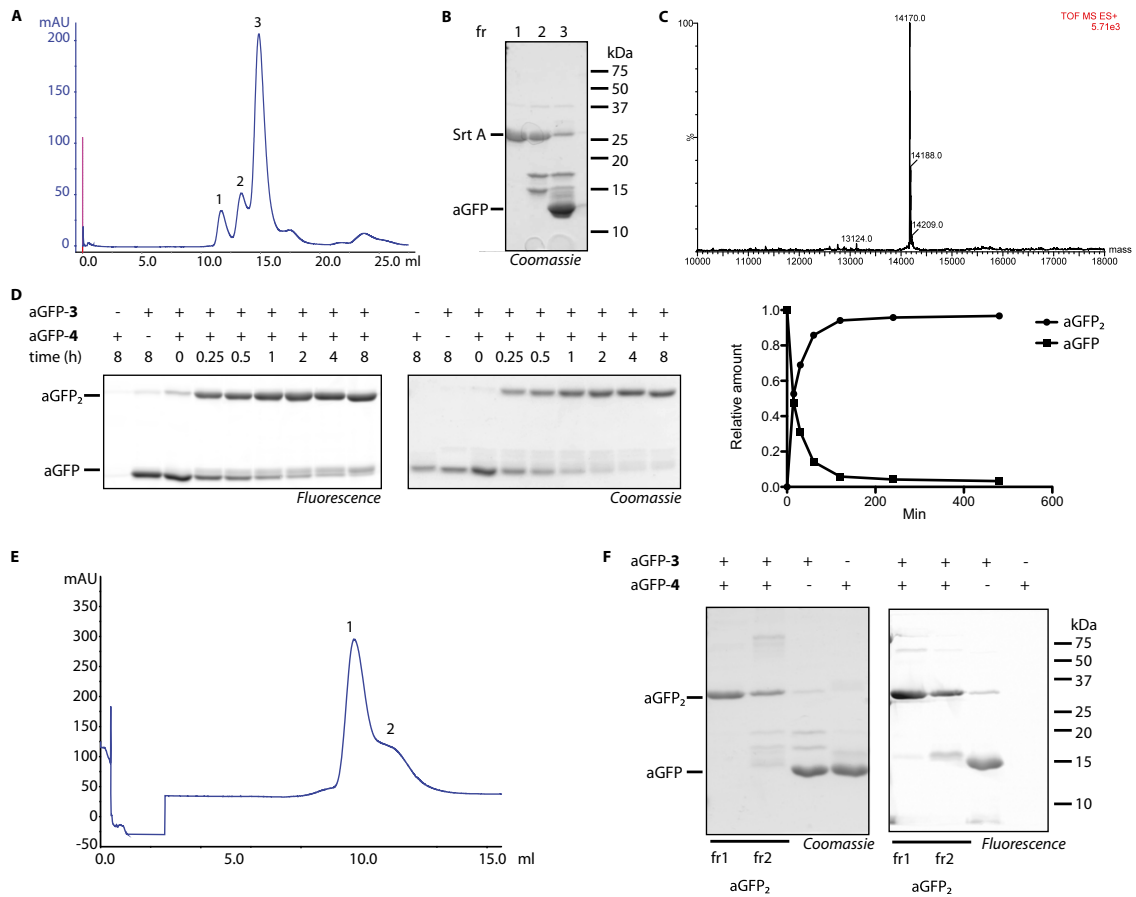 A
mAU
200
150
100
50
0
1
2
3
0.0 5.0 10.0 15.0 20.0 25.0 ml
B
fr 1 2 3
kDa
75
50
37
25
20
15
10
Srt A
aGFP
Coomassie
C
TOF MS ES+
5.71e3
100
%
14170.0
14188.0
14209.0
13124.0
mass
10000 11000 12000 13000 14000 15000 16000 17000 18000
D
aGFP-3 - + + + + + + + +
aGFP-4 + - + + + + + + +
time (h) 8 8 0 0.25 0.5 1 2 4 8
aGFP₂
aGFP
Fluorescence
- + + + + + + + +
+ - + + + + + + +
8 8 0 0.25 0.5 1 2 4 8
Coomassie
Relative amount
1.0
0.8
0.6
0.4
0.2
0.0
0 200 400 600
Min
aGFP₂
aGFP
E
mAU
350
300
250
200
150
100
50
0
-50
1
2
0.0 5.0 10.0 15.0 ml
F
aGFP-3 + + + - + + + -
aGFP-4 + + - + + + - +
kDa
75
50
37
25
20
15
10
aGFP₂
aGFP
Coomassie
Fluorescence
fr1 fr2
aGFP₂
fr1 fr2
aGFP₂